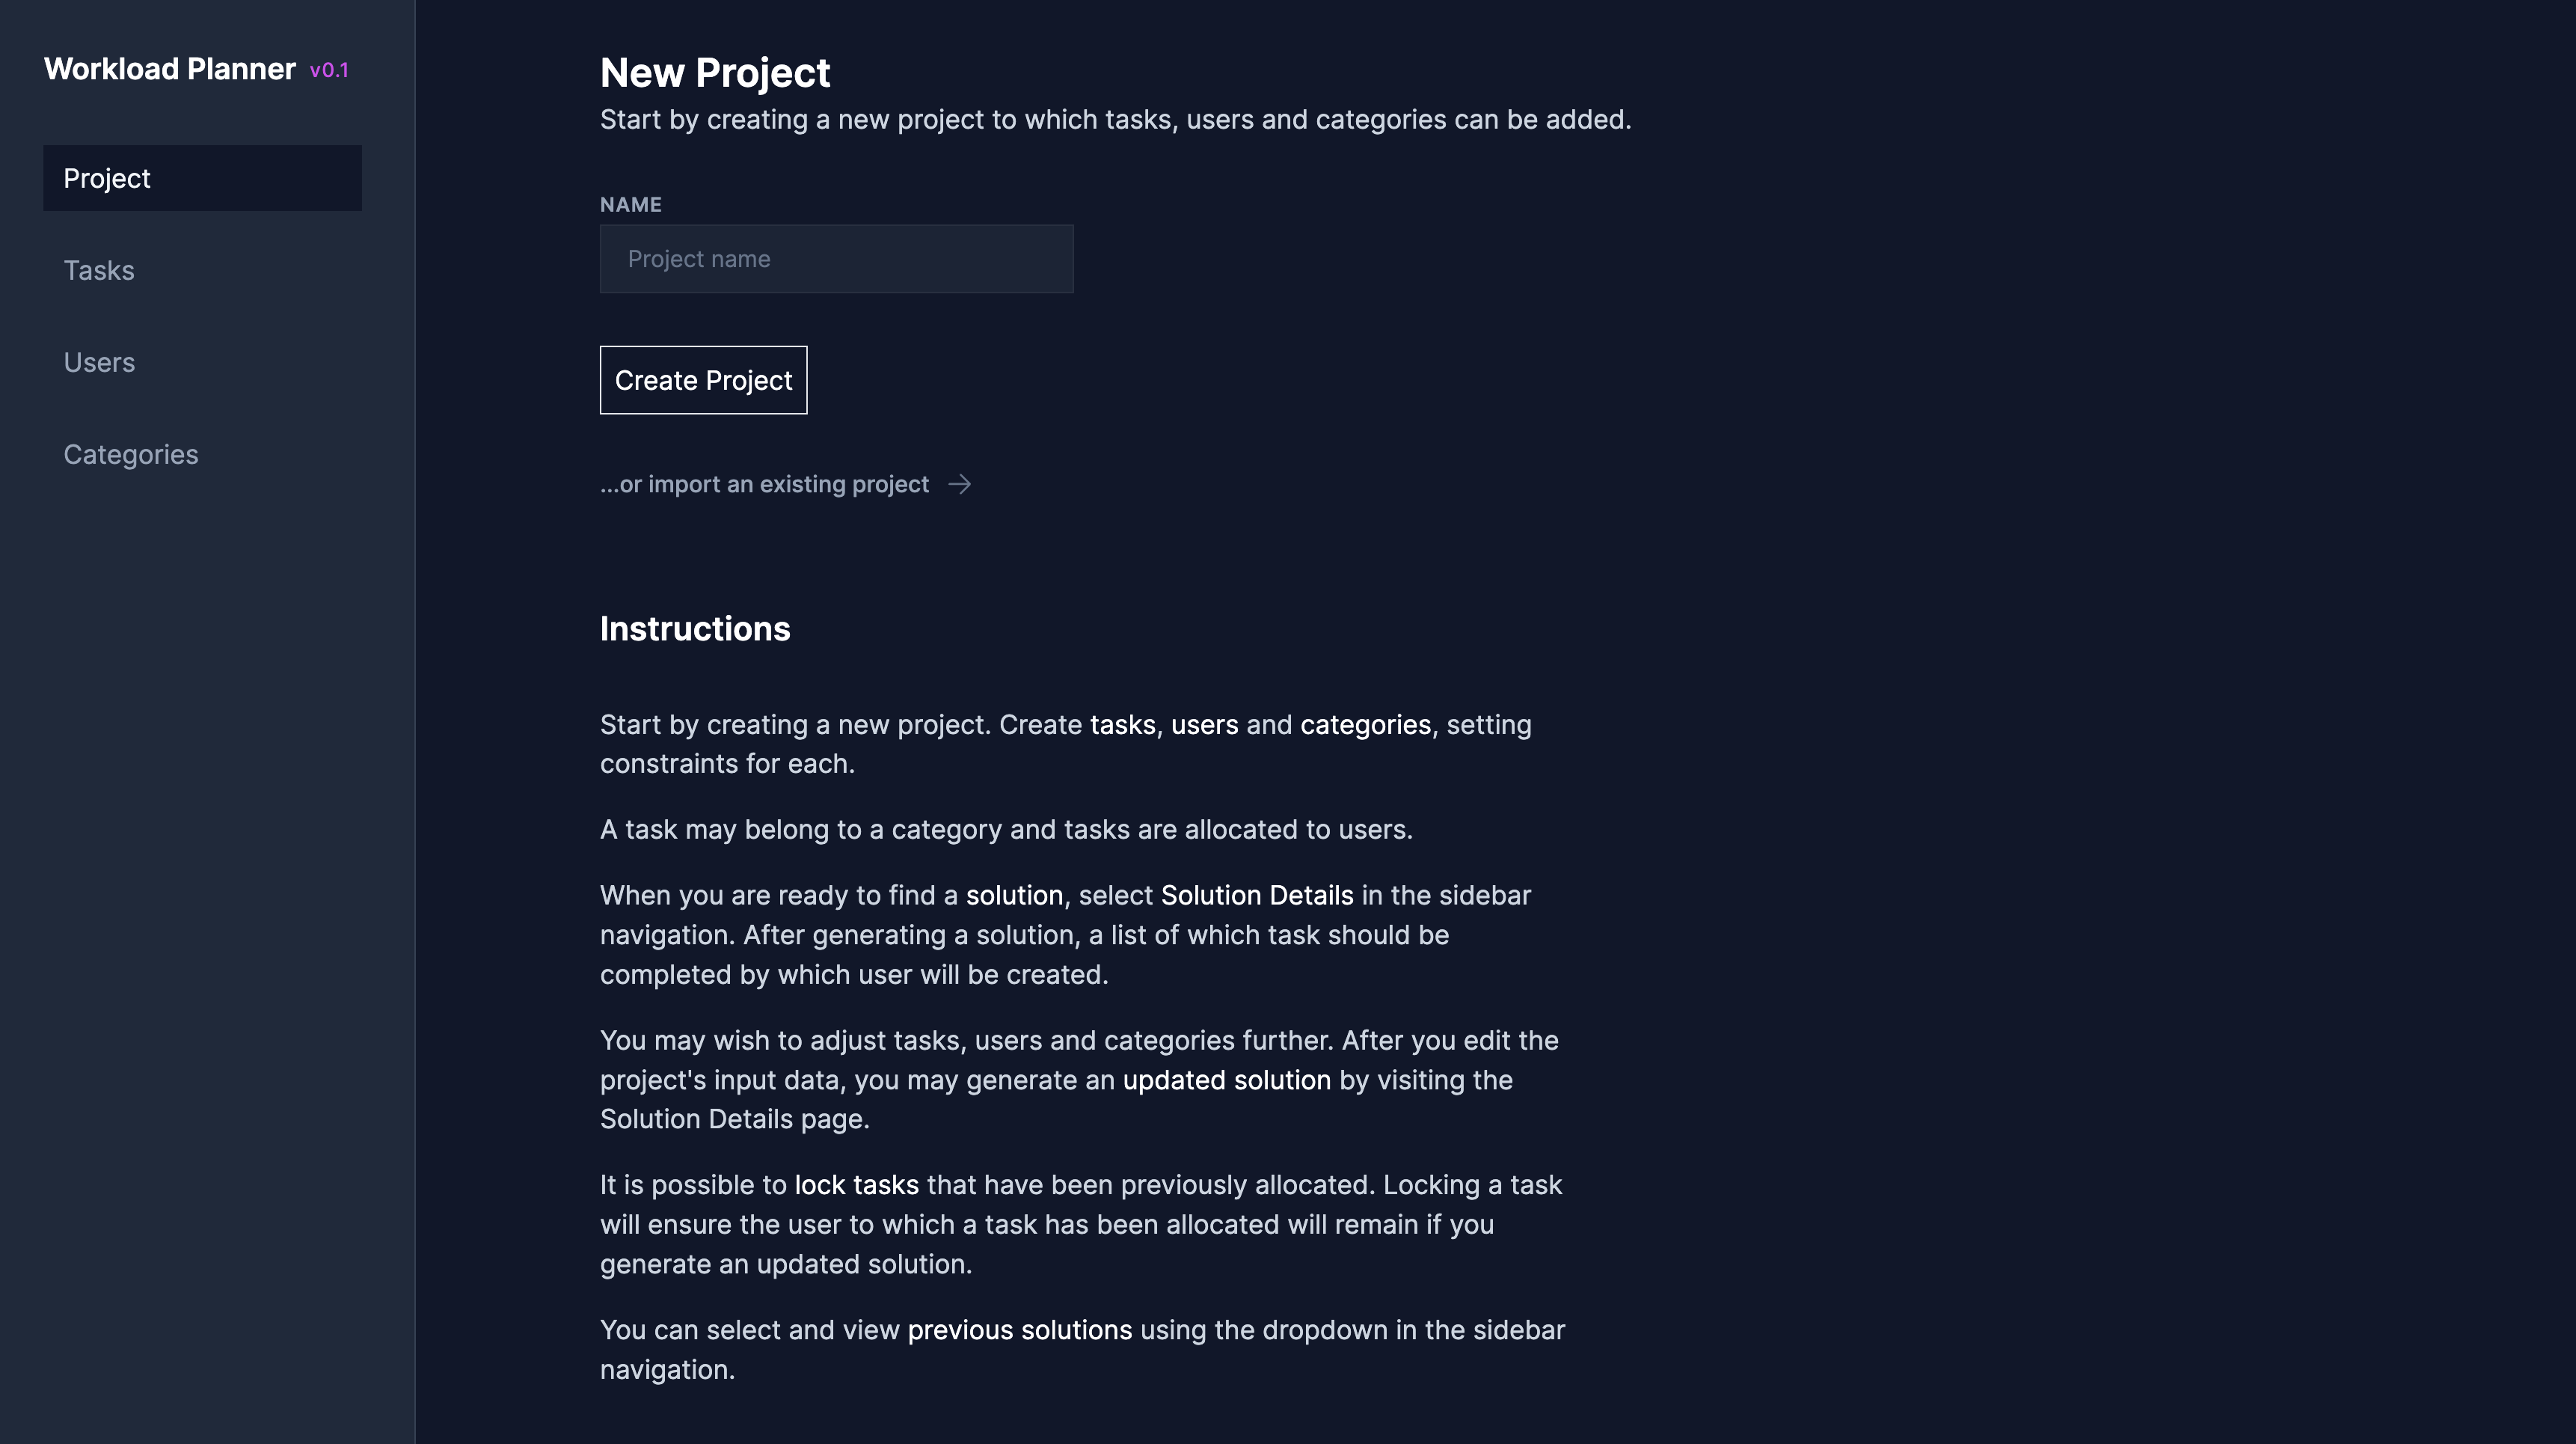 Workload Planner v0.1
Project
Tasks
Users
Categories
New Project
Start by creating a new project to which tasks, users and categories can be added.
NAME
Project name
Create Project
...or import an existing project
Instructions
Start by creating a new project. Create tasks, users and categories, setting
constraints for each.
A task may belong to a category and tasks are allocated to users.
When you are ready to find a solution, select Solution Details in the sidebar
navigation. After generating a solution, a list of which task should be
completed by which user will be created.
You may wish to adjust tasks, users and categories further. After you edit the
project's input data, you may generate an updated solution by visiting the
Solution Details page.
It is possible to lock tasks that have been previously allocated. Locking a task
will ensure the user to which a task has been allocated will remain if you
generate an updated solution.
You can select and view previous solutions using the dropdown in the sidebar
navigation.